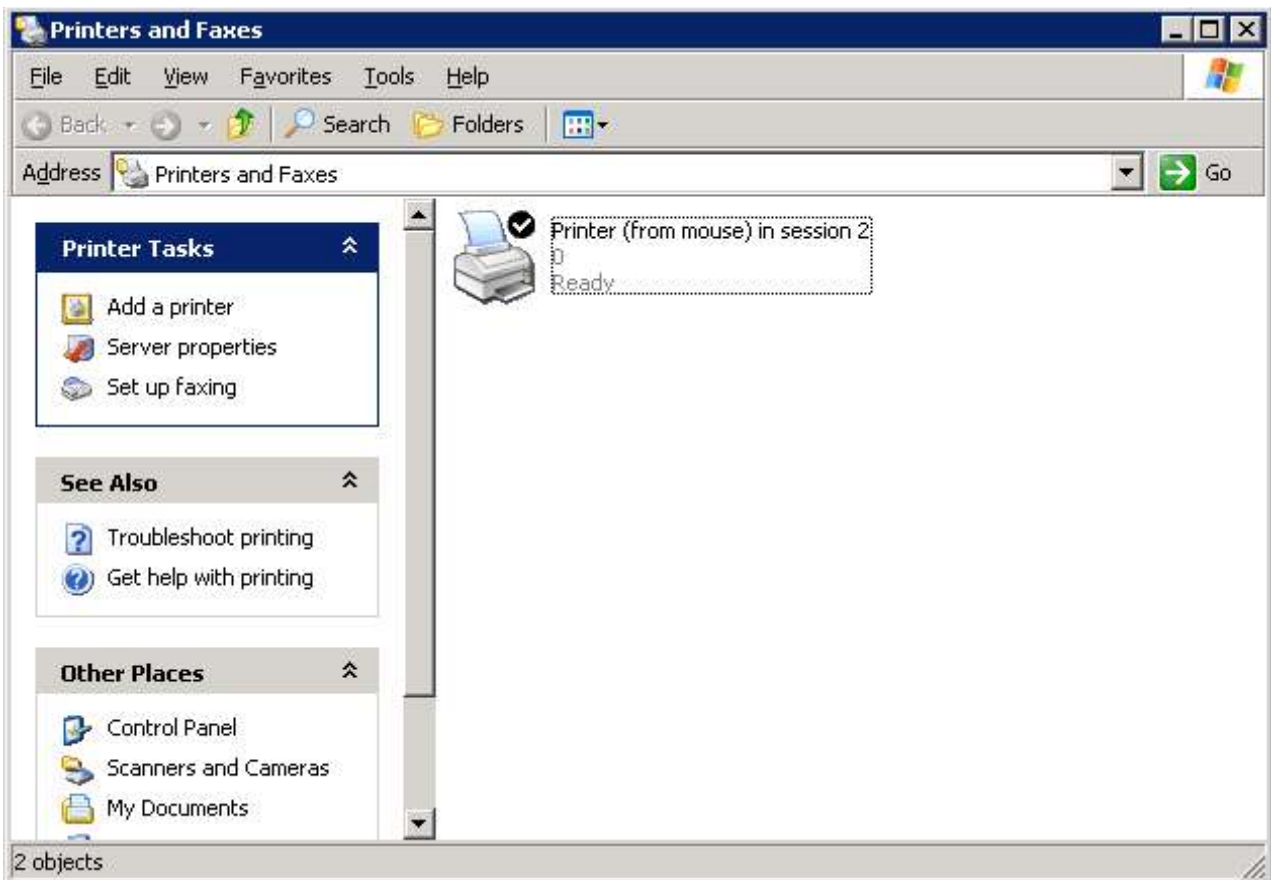 Printers and Faxes
File Edit View Favorites Tools Help
Back Search Folders
Address Printers and Faxes Go
Printer Tasks
Add a printer
Server properties
Set up faxing
See Also
Troubleshoot printing
Get help with printing
Other Places
Control Panel
Scanners and Cameras
My Documents
Printer (from mouse) in session 2
0
Ready
2 objects